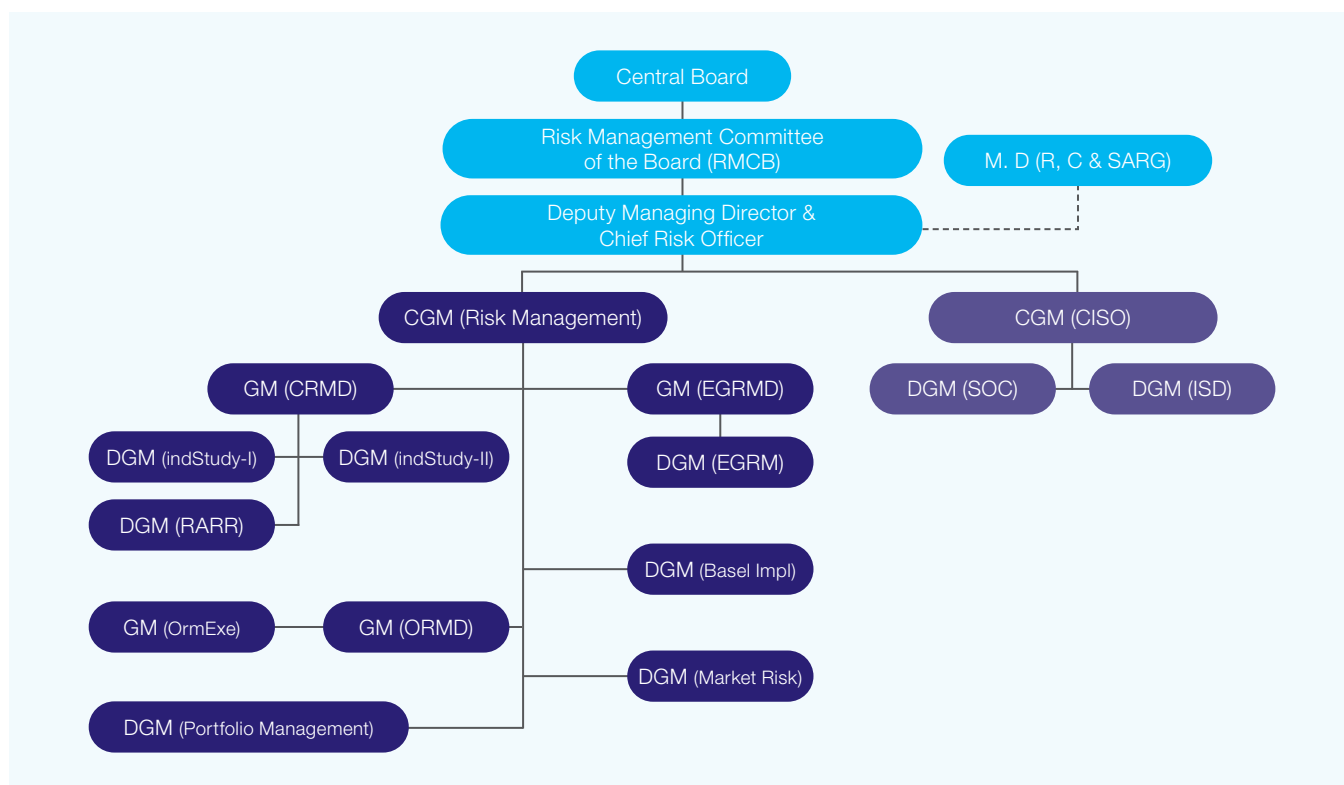 Central Board
Risk Management Committee
of the Board (RMCB)
M. D (R, C & SARG)
Deputy Managing Director &
Chief Risk Officer
CGM (Risk Management)
CGM (CISO)
GM (CRMD)
GM (EGRMD)
DGM (SOC)
DGM (ISD)
DGM (indStudy-I)
DGM (indStudy-II)
DGM (EGRM)
DGM (RARR)
DGM (Basel Impl)
GM (OrmExe)
GM (ORMD)
DGM (Market Risk)
DGM (Portfolio Management)